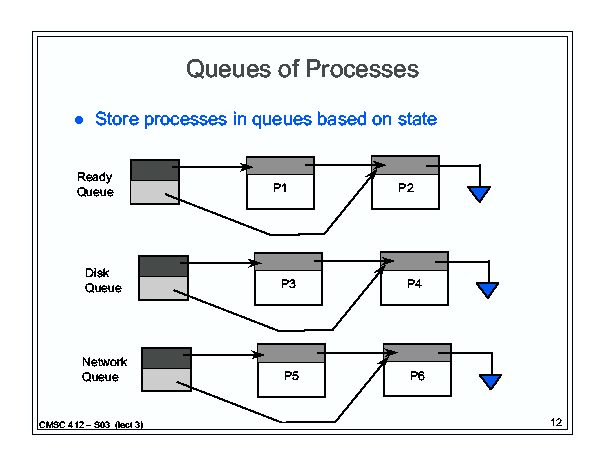 Queues of Processes
● Store processes in queues based on state
Ready
Queue
P1
P2
Disk
Queue
P3
P4
Network
Queue
P5
P6
CMSC 412 – S03 (lect 3)
12